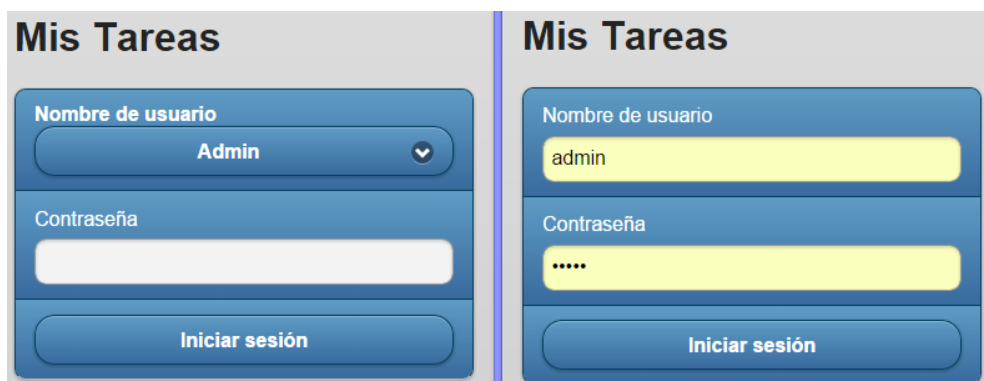 Mis Tareas
Nombre de usuario
Admin
Contraseña
Iniciar sesión
Mis Tareas
Nombre de usuario
admin
Contraseña
•••••
Iniciar sesión